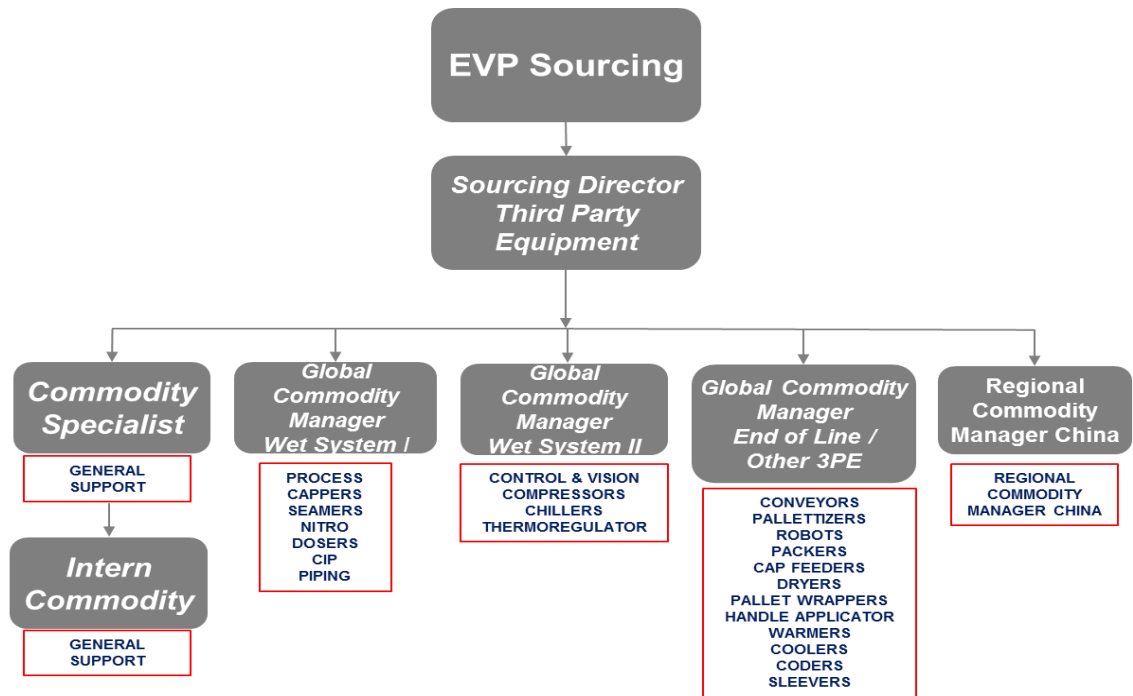 EVP Sourcing
Sourcing Director
Third Party
Equipment
Commodity
Specialist
GENERAL
SUPPORT
Intern
Commodity
GENERAL
SUPPORT
Global
Commodity
Manager
Wet System I
PROCESS
CAPPERS
SEAMERS
NITRO
DOSERS
CIP
PIPING
Global
Commodity
Manager
Wet System II
CONTROL & VISION
COMPRESSORS
CHILLERS
THERMOREGULATOR
Global Commodity
Manager
End of Line /
Other 3PE
CONVEYORS
PALLETTIZERS
ROBOTS
PACKERS
CAP FEEDERS
DRYERS
PALLET WRAPPERS
HANDLE APPLICATOR
WARMERS
COOLERS
CODERS
SLEEVERS
Regional
Commodity
Manager China
REGIONAL
COMMODITY
MANAGER CHINA